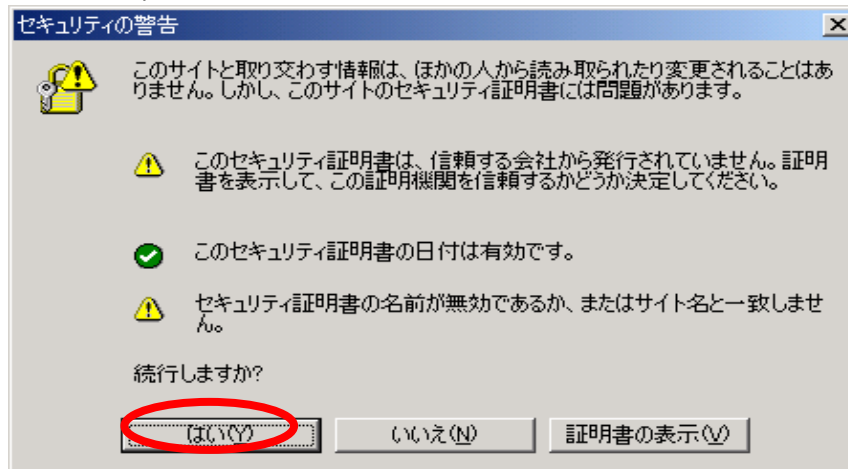 セキュリティの警告
このサイトと取り交わす情報は、ほかの人から読み取られたり変更されることはあ
りません。しかし、このサイトのセキュリティ証明書には問題があります。
このセキュリティ証明書は、信頼する会社から発行されていません。証明
書を表示して、この証明機関を信頼するかどうか決定してください。
このセキュリティ証明書の日付は有効です。
セキュリティ証明書の名前が無効であるか、またはサイト名と一致しませ
ん。
続行しますか?
はい(Y) いいえ(N) 証明書の表示(V)